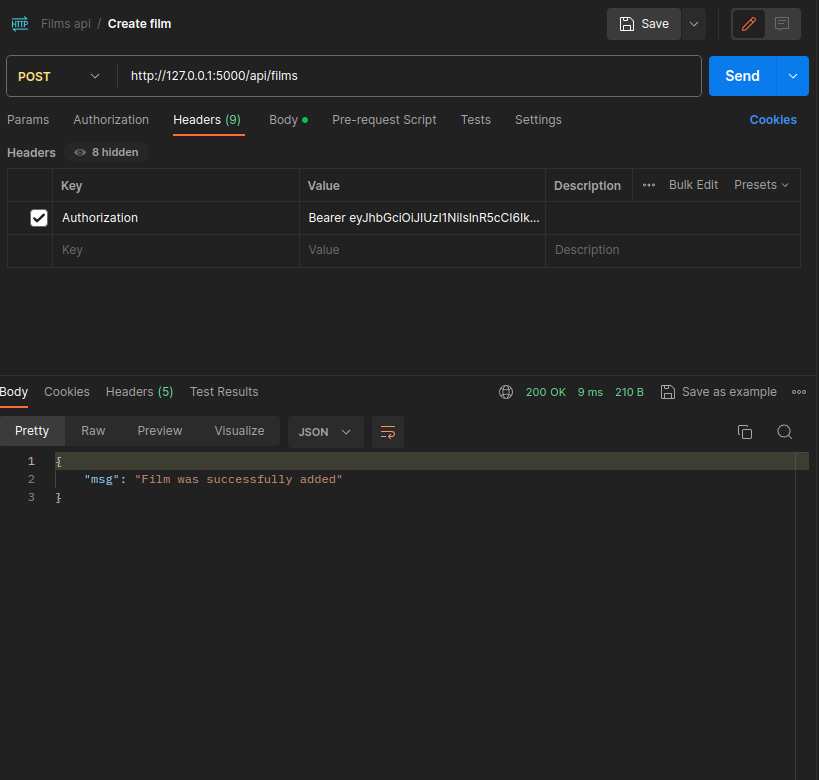 HTTP Films api / Create film Save
POST http://127.0.0.1:5000/api/films Send
Params Authorization Headers (9) Body Pre-request Script Tests Settings Cookies
Headers 8 hidden
Key Value Description ••• Bulk Edit Presets
Authorization Bearer eyJhbGciOiJIUzI1NiIsInR5cCI6Ik...
Key Value Description
Body Cookies Headers (5) Test Results 200 OK 9 ms 210 B Save as example •••
Pretty Raw Preview Visualize JSON
1 {
2 "msg": "Film was successfully added"
3 }